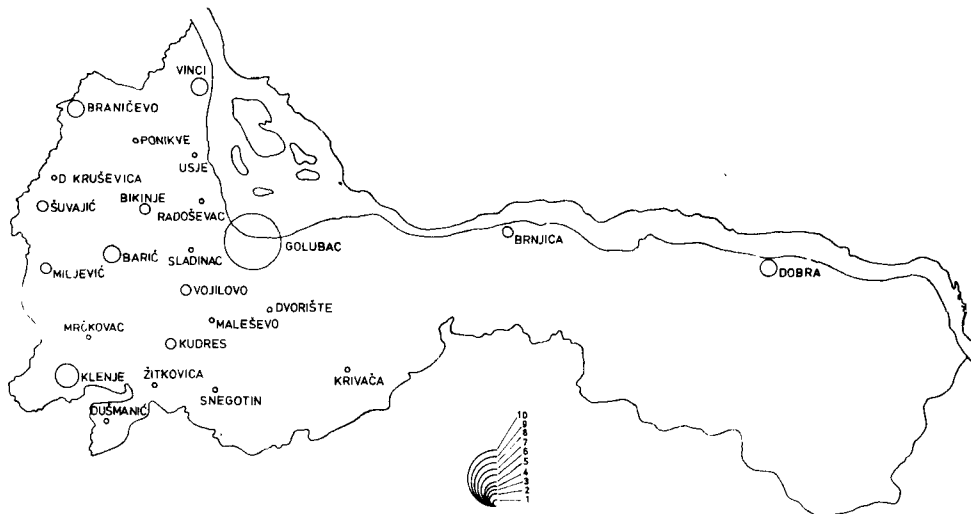 VINCI
BRANIČEVO
PONIKVE
USJE
D KRUŠEVICA
BIKINJE
ŠUVAJIĆ
RADOŠEVAC
BRNJICA
GOLUBAC
BARIĆ
SLADINAC
MILJEVIĆ
DOBRA
VOJILOVO
DVORIŠTE
MALEŠEVO
MRČKOVAC
KUDRES
KLENJE
ŽITKOVICA
KRIVAČA
SNEGOTIN
DUŠMANIĆ
10
9
8
7
6
5
4
3
2
1